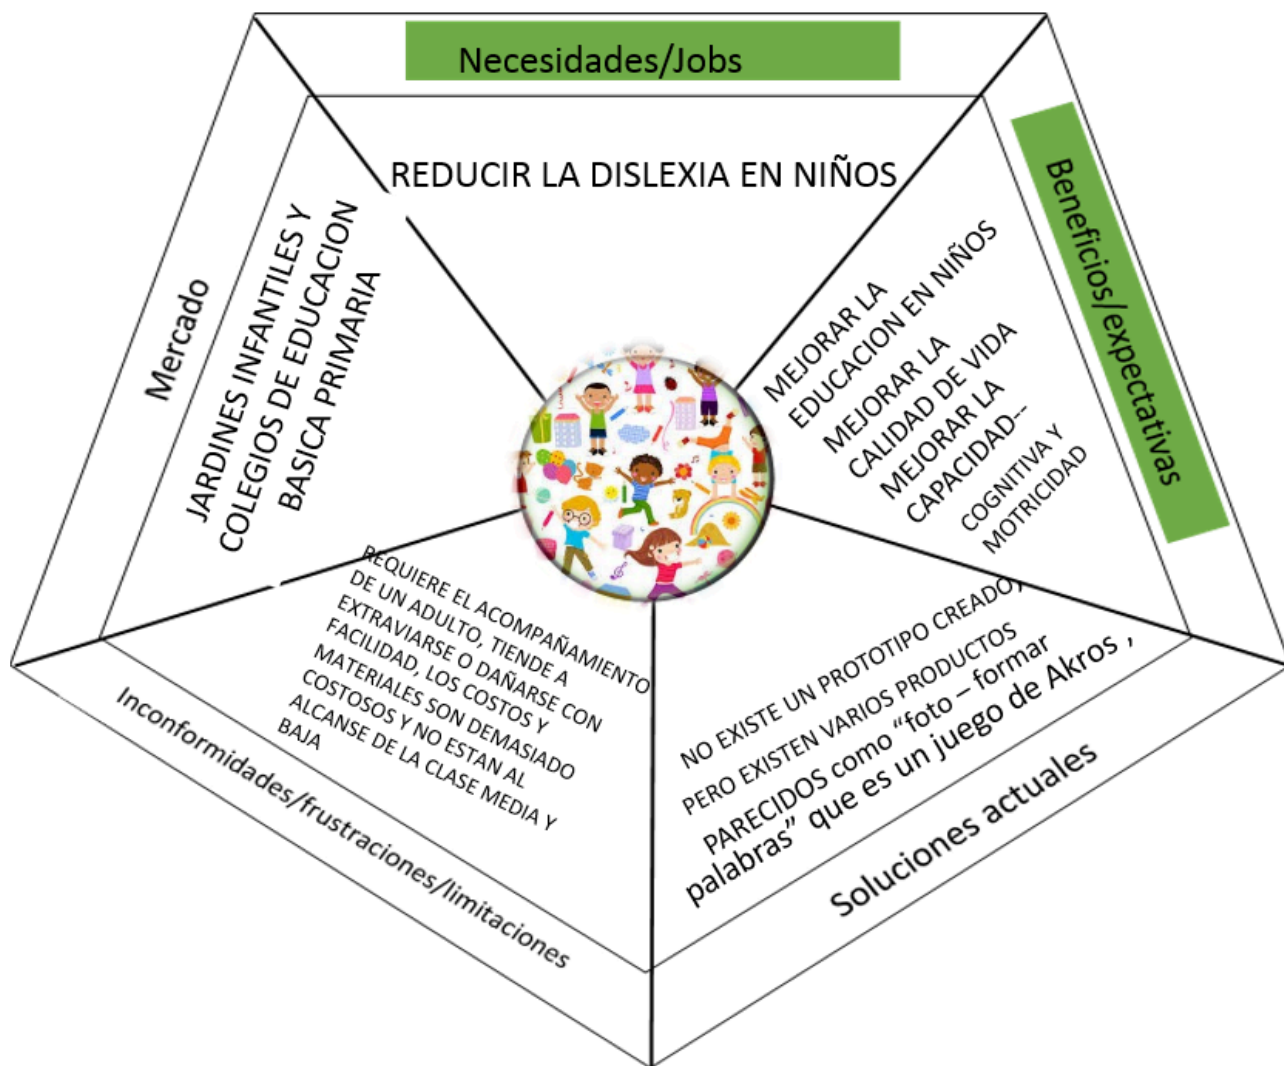 Necesidades/Jobs
REDUCIR LA DISLEXIA EN NIÑOS
Beneficios/expectativas
MEJORAR LA
EDUCACION EN NIÑOS
MEJORAR LA
CALIDAD DE VIDA
MEJORAR LA
CAPACIDAD--
COGNITIVA Y
MOTRICIDAD
Mercado
JARDINES INFANTILES Y
COLEGIOS DE EDUCACION
BASICA PRIMARIA
REQUIERE EL ACOMPAÑAMIENTO
DE UN ADULTO, TIENDE A
EXTRAVIARSE O DAÑARSE CON
FACILIDAD, LOS COSTOS Y
MATERIALES SON DEMASIADO
COSTOSOS Y NO ESTAN AL
ALCANSE DE LA CLASE MEDIA Y
BAJA
Inconformidades/frustraciones/limitaciones
NO EXISTE UN PROTOTIPO CREADO,
PERO EXISTEN VARIOS PRODUCTOS
PARECIDOS como “foto – formar
palabras” que es un juego de Akros ,
Soluciones actuales